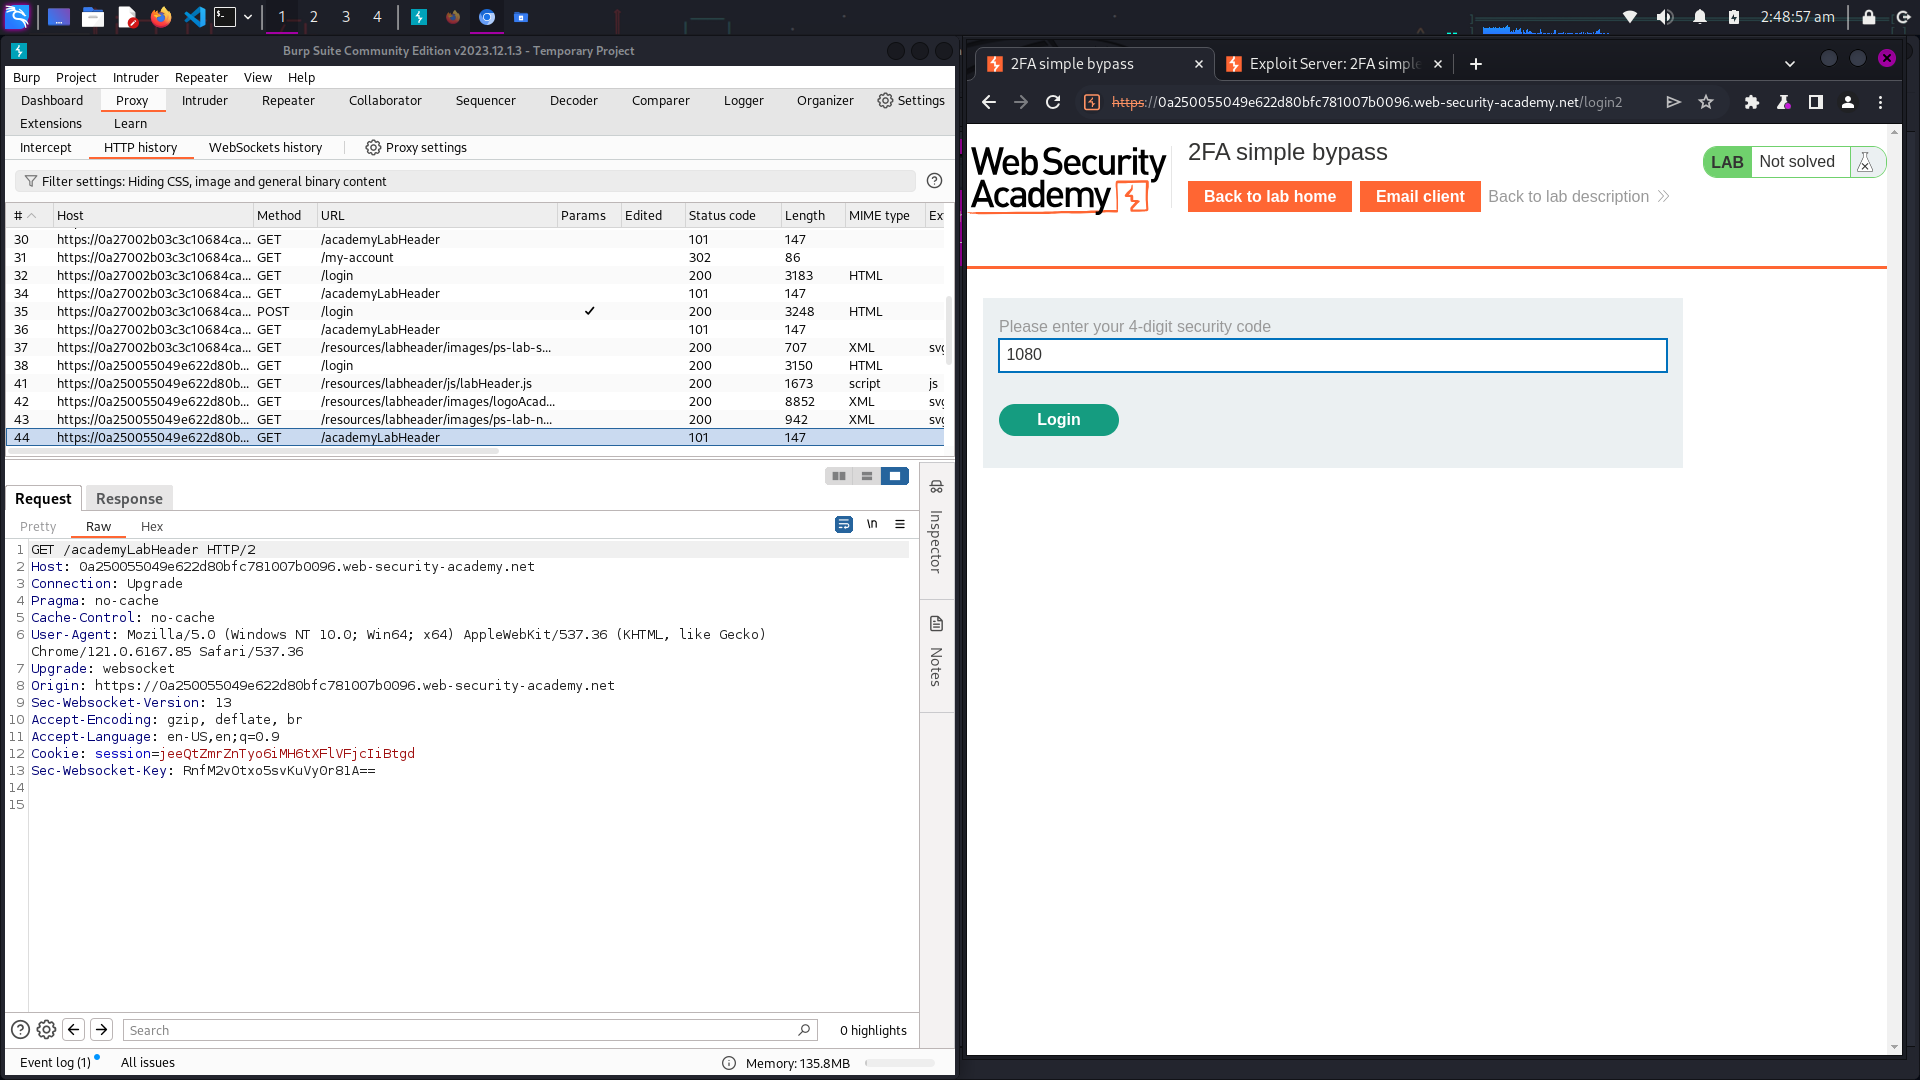 1 2 3 4
2:48:57 am
Burp Suite Community Edition v2023.12.1.3 - Temporary Project
Burp Project Intruder Repeater View Help
Dashboard Proxy Intruder Repeater Collaborator Sequencer Decoder Comparer Logger Organizer Settings
Extensions Learn
Intercept HTTP history WebSockets history Proxy settings
Filter settings: Hiding CSS, image and general binary content
# Host Method URL Params Edited Status code Length MIME type Ex
30 https://0a27002b03c3c10684ca... GET /academyLabHeader 101 147
31 https://0a27002b03c3c10684ca... GET /my-account 302 86
32 https://0a27002b03c3c10684ca... GET /login 200 3183 HTML
34 https://0a27002b03c3c10684ca... GET /academyLabHeader 101 147
35 https://0a27002b03c3c10684ca... POST /login ✓ 200 3248 HTML
36 https://0a27002b03c3c10684ca... GET /academyLabHeader 101 147
37 https://0a27002b03c3c10684ca... GET /resources/labheader/images/ps-lab-s... 200 707 XML svg
38 https://0a250055049e622d80b... GET /login 200 3150 HTML
41 https://0a250055049e622d80b... GET /resources/labheader/js/labHeader.js 200 1673 script js
42 https://0a250055049e622d80b... GET /resources/labheader/images/logoAcad... 200 8852 XML svg
43 https://0a250055049e622d80b... GET /resources/labheader/images/ps-lab-n... 200 942 XML svg
44 https://0a250055049e622d80b... GET /academyLabHeader 101 147
Request Response
Pretty Raw Hex
\n
1 GET /academyLabHeader HTTP/2
2 Host: 0a250055049e622d80bfc781007b0096.web-security-academy.net
3 Connection: Upgrade
4 Pragma: no-cache
5 Cache-Control: no-cache
6 User-Agent: Mozilla/5.0 (Windows NT 10.0; Win64; x64) AppleWebKit/537.36 (KHTML, like Gecko)
Chrome/121.0.6167.85 Safari/537.36
7 Upgrade: websocket
8 Origin: https://0a250055049e622d80bfc781007b0096.web-security-academy.net
9 Sec-Websocket-Version: 13
10 Accept-Encoding: gzip, deflate, br
11 Accept-Language: en-US,en;q=0.9
12 Cookie: session=jeeQtZmrZnTyo6iMH6tXFlVFjcIiBtgd
13 Sec-Websocket-Key: RnfM2vOtxo5svKuVy0r81A==
14
15
Inspector
Notes
Search
0 highlights
Event log (1) All issues
Memory: 135.8MB
2FA simple bypass
Exploit Server: 2FA simple
https://0a250055049e622d80bfc781007b0096.web-security-academy.net/login2
Web Security
Academy
2FA simple bypass
Back to lab home Email client Back to lab description
LAB Not solved
Please enter your 4-digit security code
1080
Login